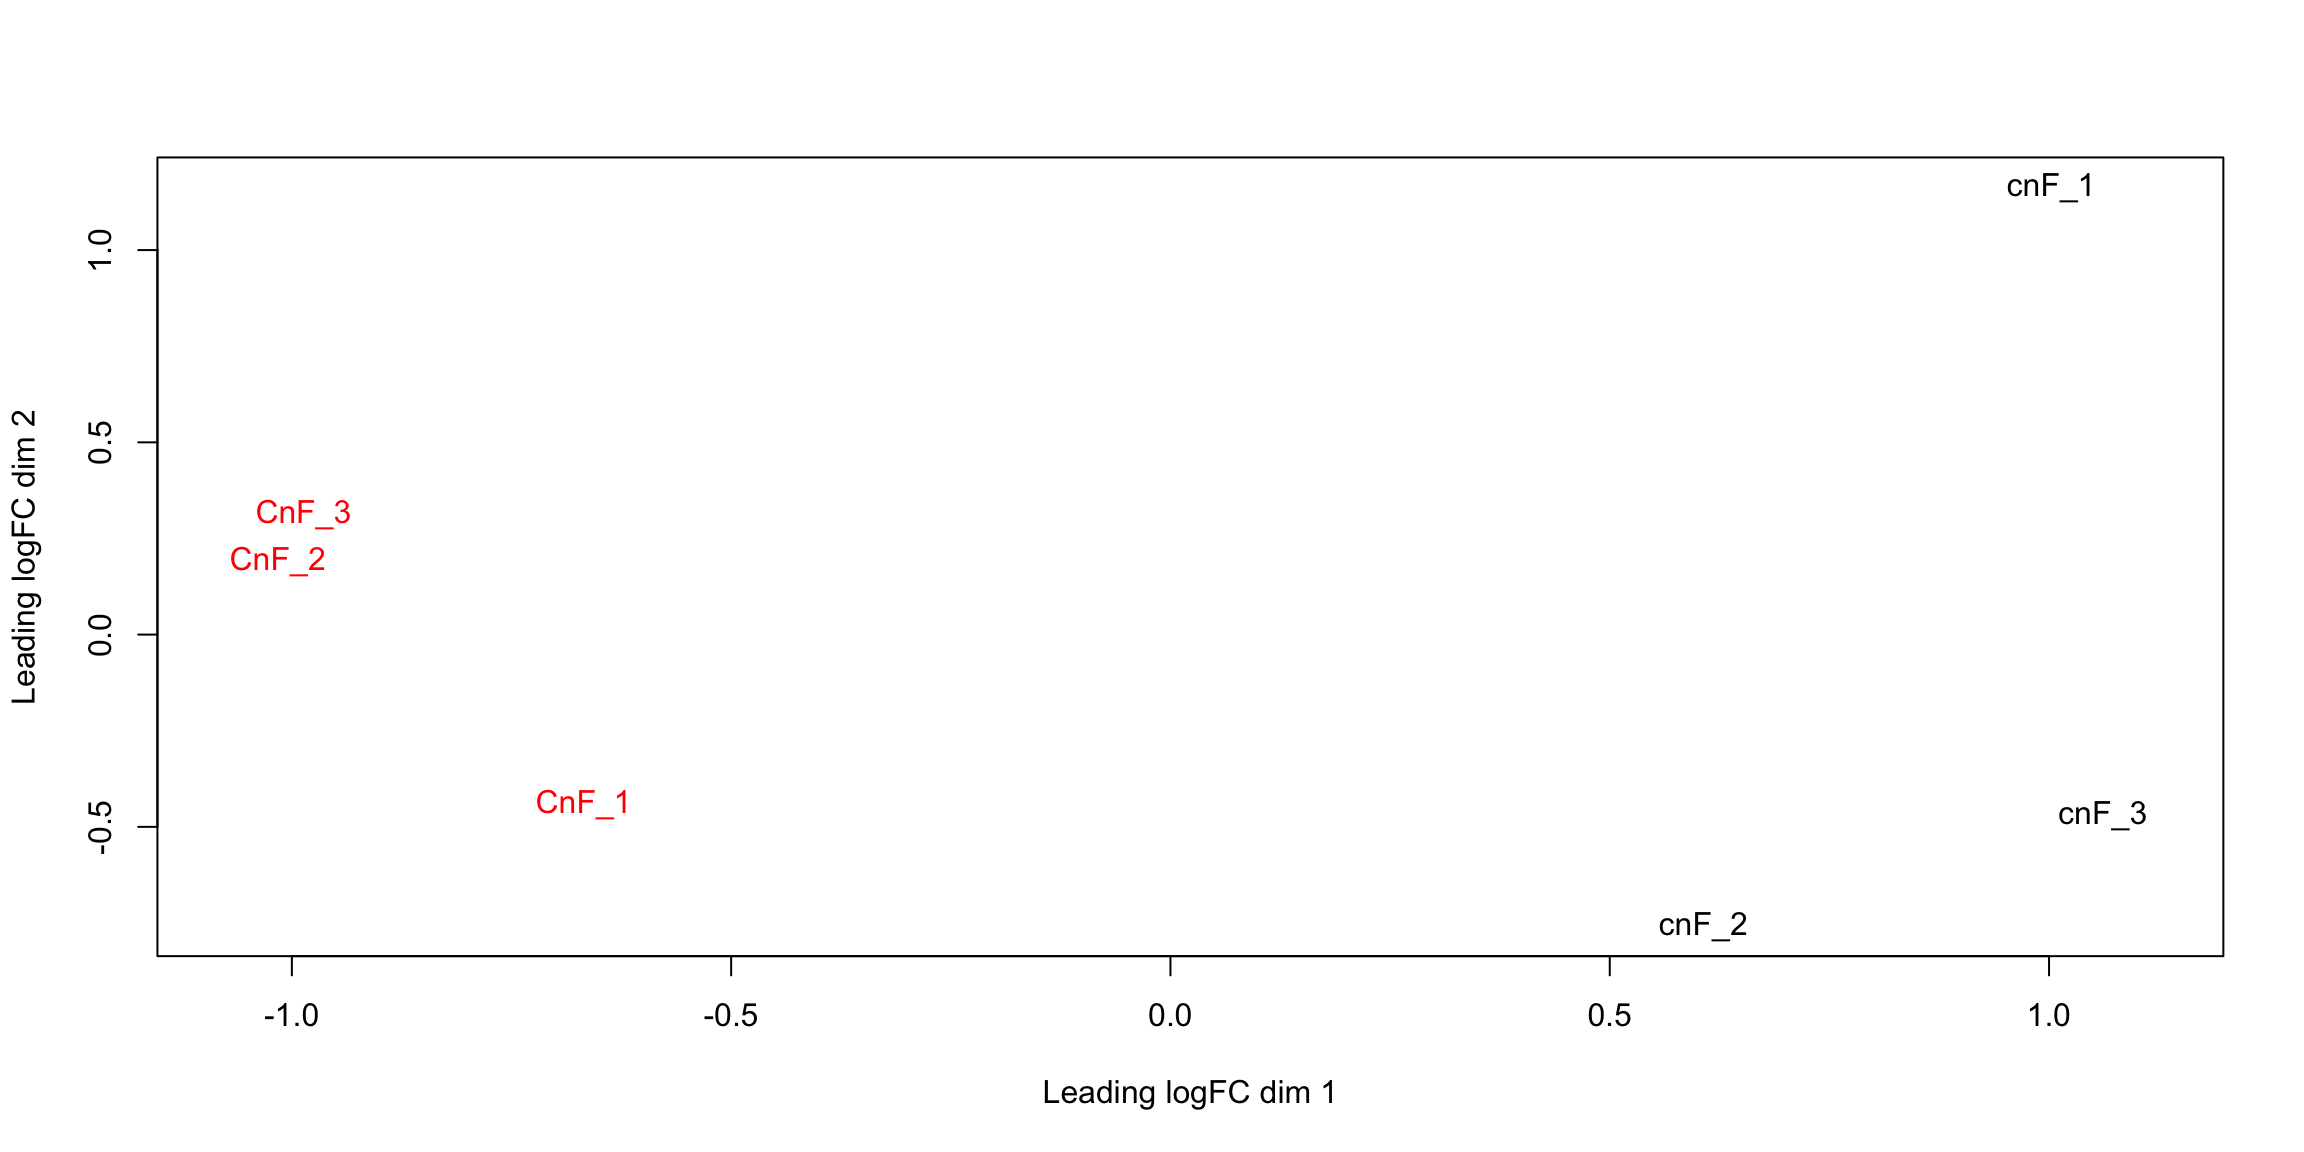 cnF_1
1.0
0.5
CnF_3
CnF_2
0.0
CnF_1
cnF_3
-0.5
cnF_2
-1.0 -0.5 0.0 0.5 1.0
Leading logFC dim 1
Leading logFC dim 2